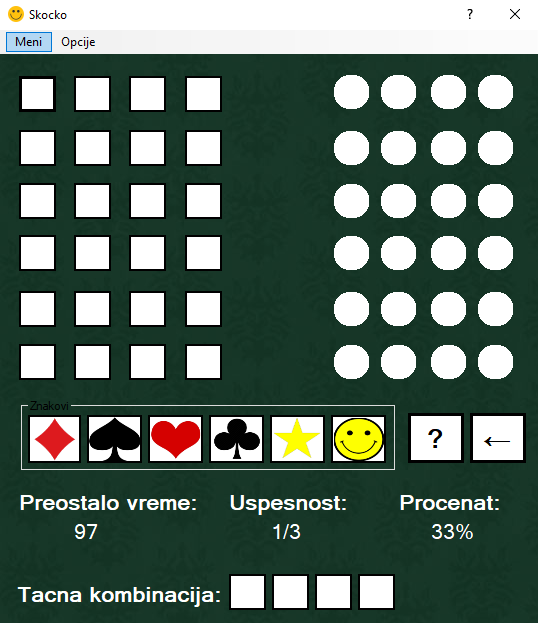 Skocko
?
Meni Opcije
Znakovi
? ←
Preostalo vreme: Uspesnost: Procenat:
97 1/3 33%
Tacna kombinacija: